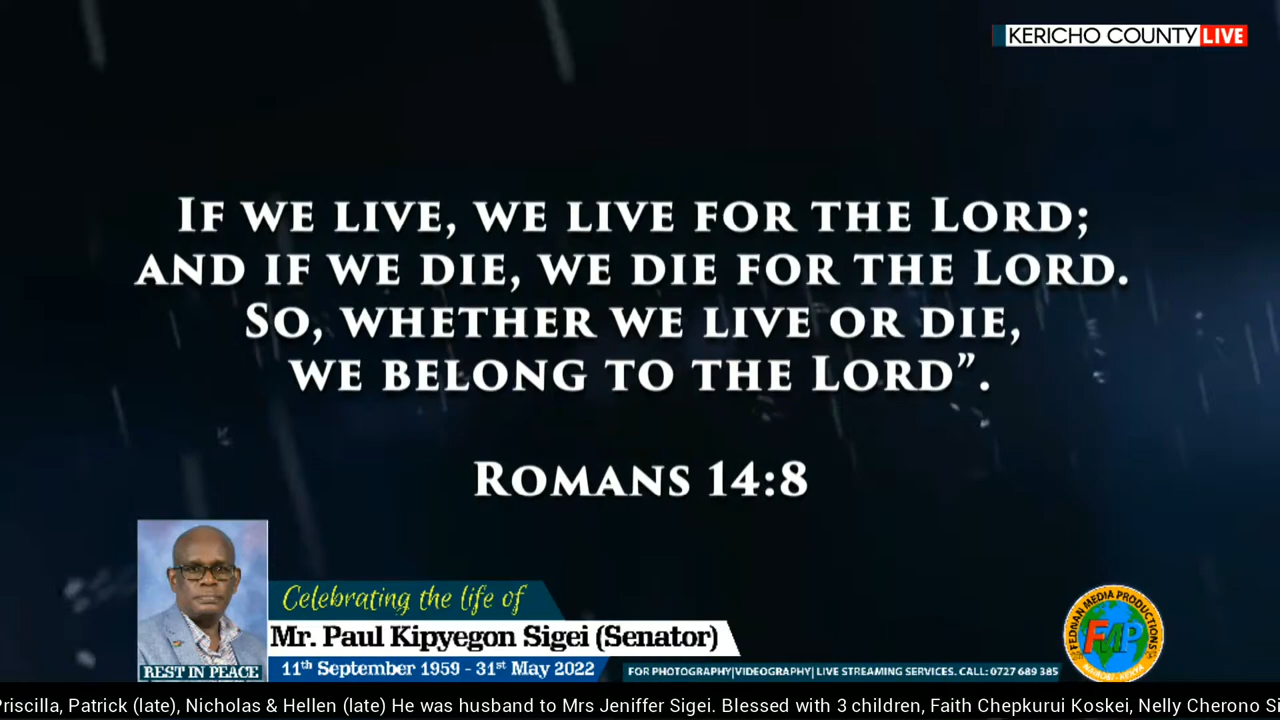 KERICHO COUNTY LIVE
IF WE LIVE, WE LIVE FOR THE LORD;
AND IF WE DIE, WE DIE FOR THE LORD.
SO, WHETHER WE LIVE OR DIE,
WE BELONG TO THE LORD”.
ROMANS 14:8
Celebrating the life of
Mr. Paul Kipyegon Sigei (Senator)
REST IN PEACE
11th September 1959 - 31st May 2022
FOR PHOTOGRAPHY|VIDEOGRAPHY| LIVE STREAMING SERVICES. CALL: 0727 689 385
FEDNAN MEDIA PRODUCTIONS
FMP
NAIROBI - KENYA
Priscilla, Patrick (late), Nicholas & Hellen (late) He was husband to Mrs Jeniffer Sigei. Blessed with 3 children, Faith Chepkurui Koskei, Nelly Cherono